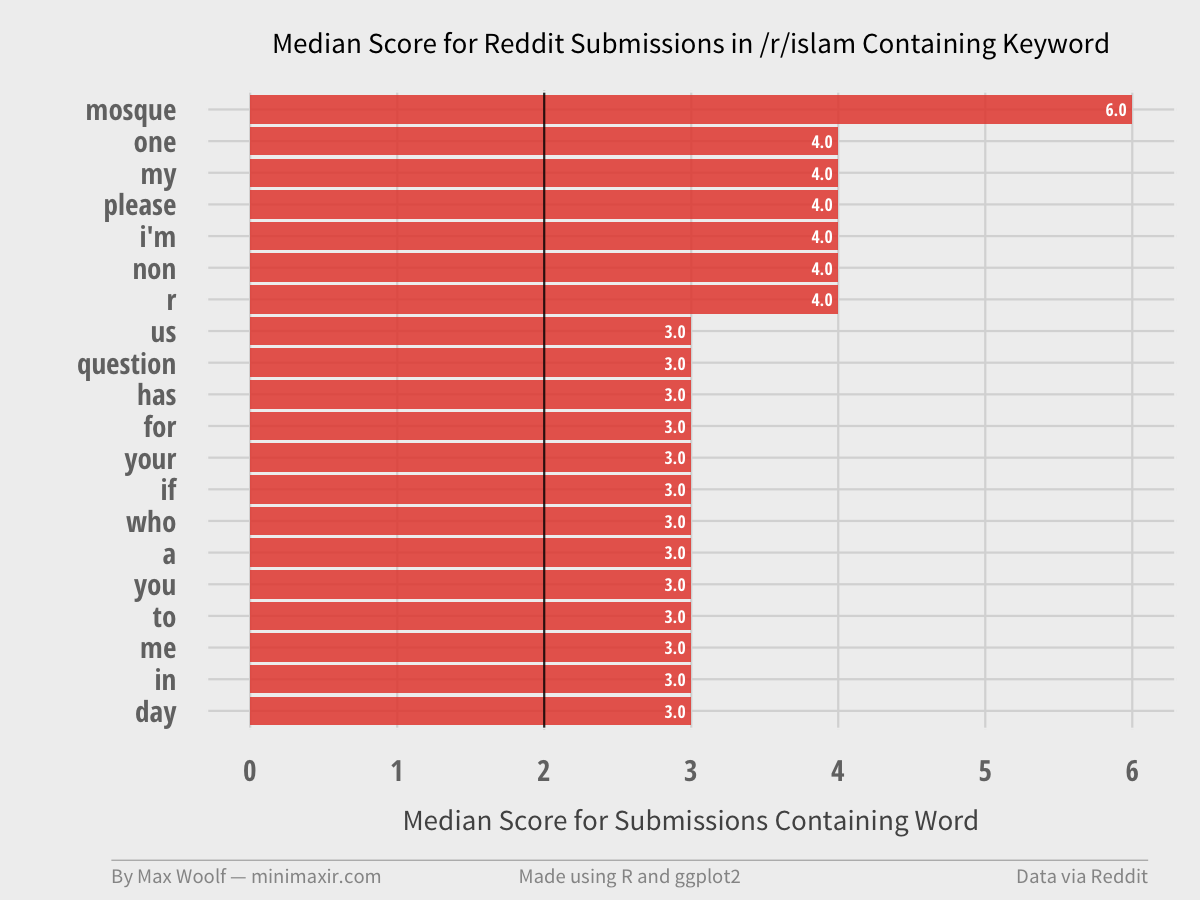 Median Score for Reddit Submissions in /r/islam Containing Keyword
mosque 6.0
one 4.0
my 4.0
please 4.0
i'm 4.0
non 4.0
r 4.0
us 3.0
question 3.0
has 3.0
for 3.0
your 3.0
if 3.0
who 3.0
a 3.0
you 3.0
to 3.0
me 3.0
in 3.0
day 3.0
0 1 2 3 4 5 6
Median Score for Submissions Containing Word
By Max Woolf — minimaxir.com Made using R and ggplot2 Data via Reddit